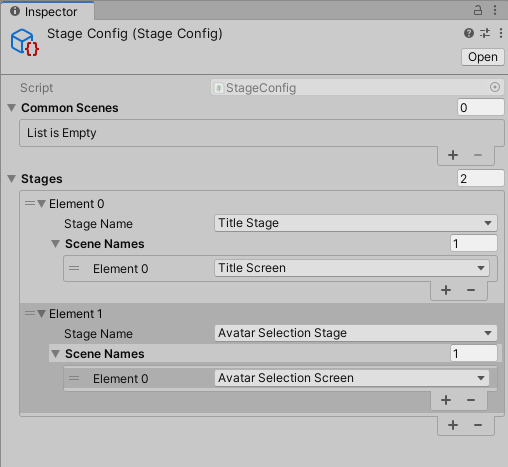 Inspector
Stage Config (Stage Config)
Open
Script # StageConfig
Common Scenes 0
List is Empty
+ −
Stages 2
Element 0
Stage Name Title Stage
Scene Names 1
Element 0 Title Screen
+ −
Element 1
Stage Name Avatar Selection Stage
Scene Names 1
Element 0 Avatar Selection Screen
+ −
+ −